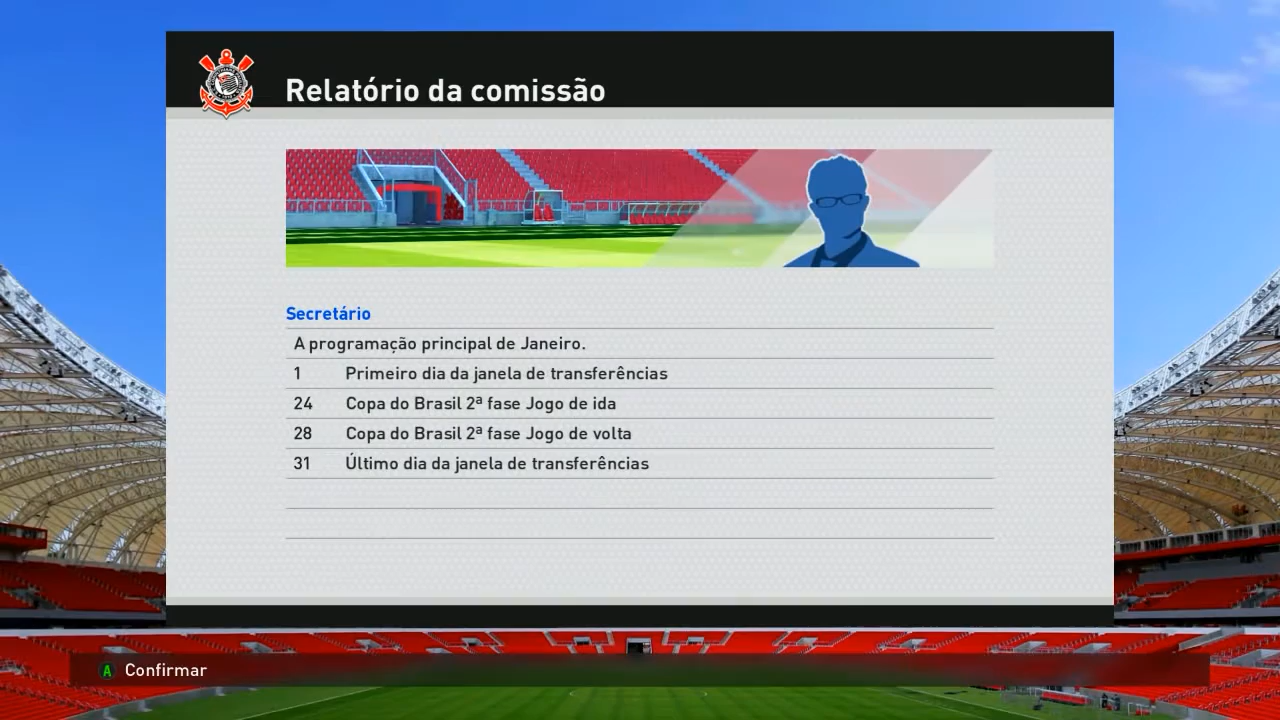 Relatório da comissão
Secretário
A programação principal de Janeiro.
1 Primeiro dia da janela de transferências
24 Copa do Brasil 2ª fase Jogo de ida
28 Copa do Brasil 2ª fase Jogo de volta
31 Último dia da janela de transferências
A Confirmar